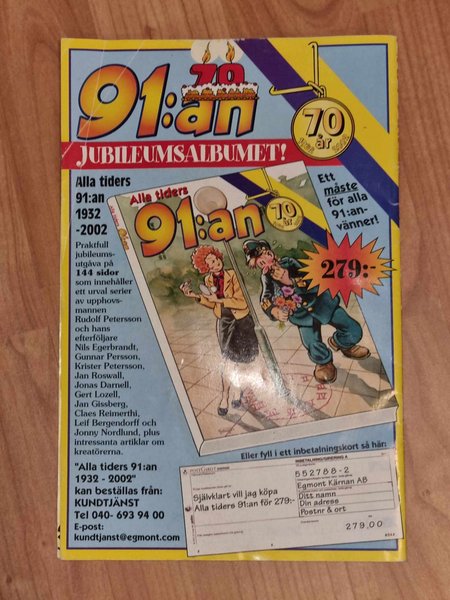 70
91:an
70
år
JUBILEUMSALBUMET!
Alla tiders
91:an
1932
-2002
Praktfull
jubileums-
utgåva på
144 sidor
som innehåller
ett urval serier
av upphovs-
mannen
Rudolf Petersson
och hans
efterföljare
Nils Egerbrandt,
Gunnar Persson,
Krister Petersson,
Jan Roswall,
Jonas Darnell,
Gert Lozell,
Jan Gissberg,
Claes Reimerthi,
Leif Bergendorff och
Jonny Nordlund, plus
intressanta artiklar om
kreatörerna.
"Alla tiders 91:an
1932 - 2002"
kan beställas från:
KUNDTJÄNST
Tel 040- 693 94 00
E-post:
kundtjanst@egmont.com
Alla tiders
91:an
70
år
Ett
måste
för alla
91:an-
vänner!
279:-
Eller fyll i ett inbetalningskort så här:
POSTGIROT
INBETALNING/GIRERING A
552788-2
Egmont Kärnan AB
Självklart vill jag köpa
Alla tiders 91:an för 279:-
Ditt namn
Din adress
Postnr & ort
279,00